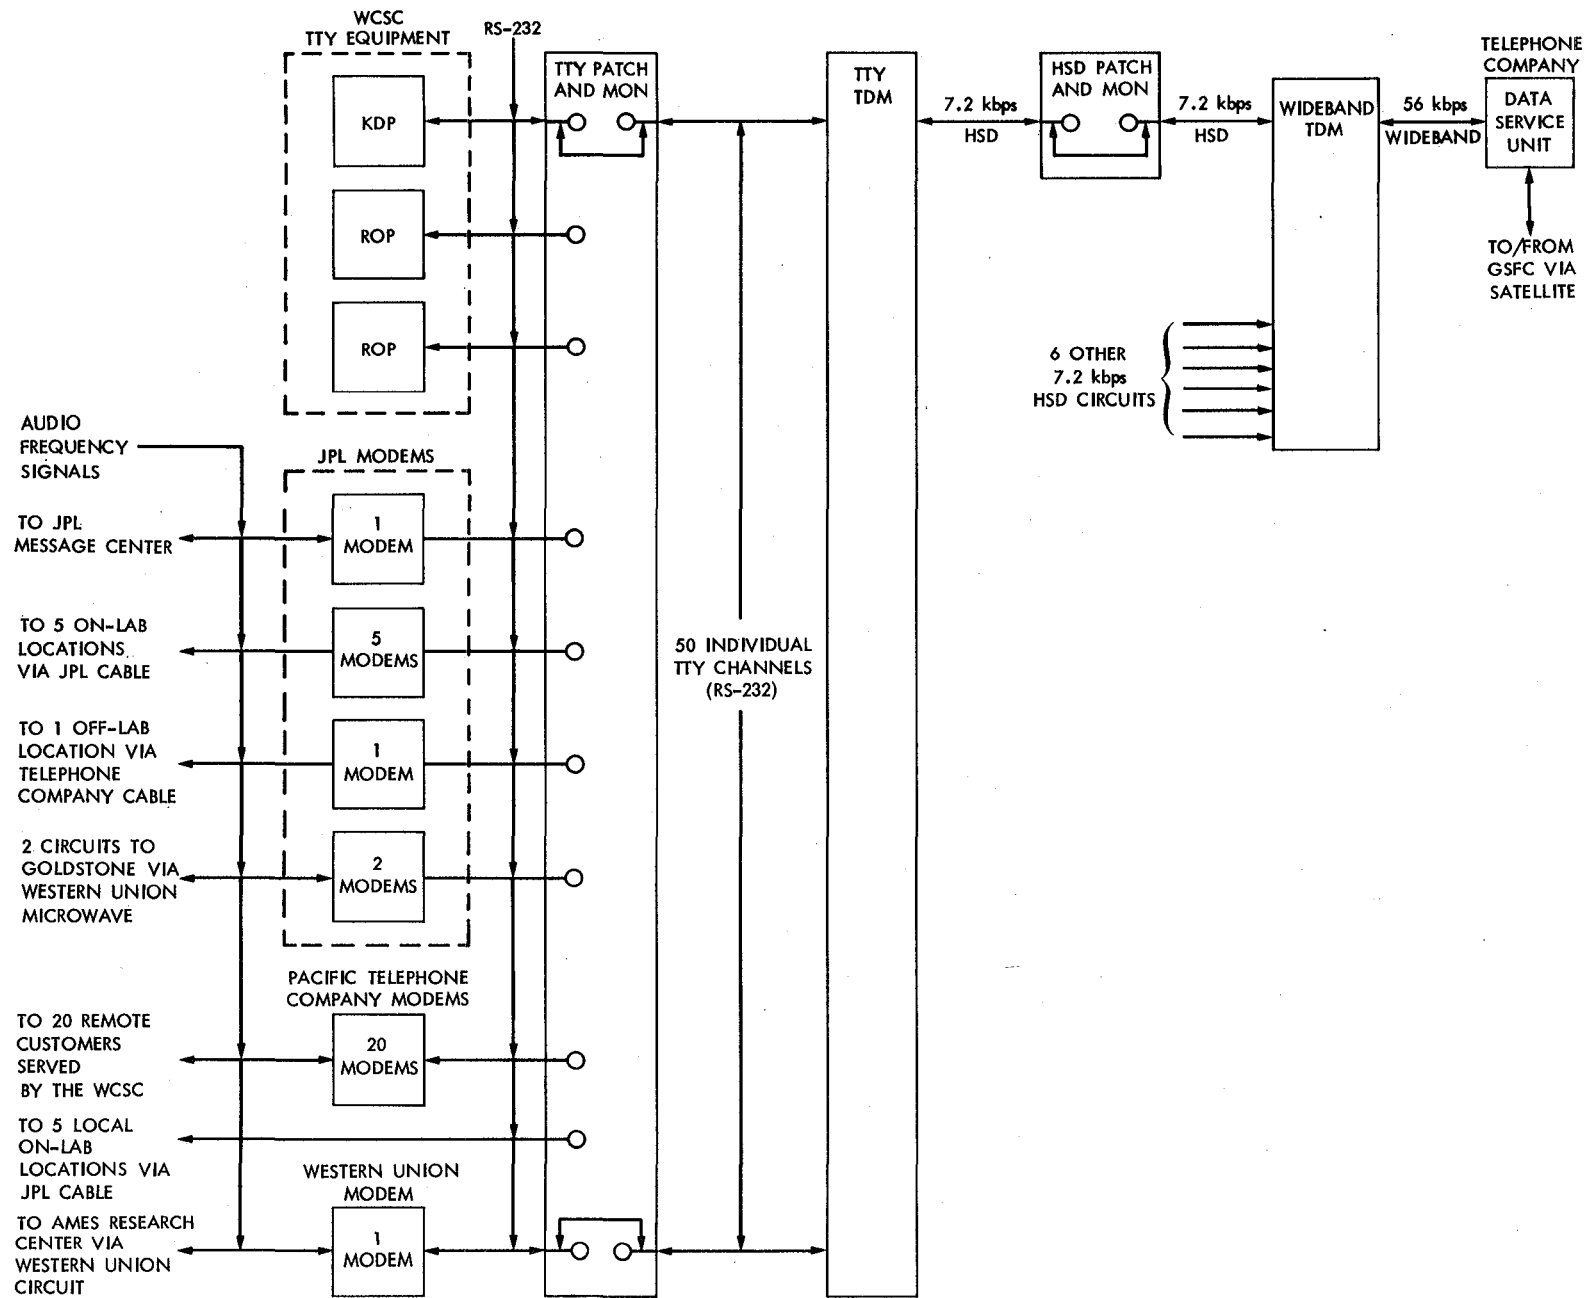 WCSC
TTY EQUIPMENT
RS-232
KDP
ROP
ROP
TTY PATCH
AND MON
TTY
TDM
7.2 kbps
HSD
HSD PATCH
AND MON
7.2 kbps
HSD
WIDEBAND
TDM
56 kbps
WIDEBAND
TELEPHONE
COMPANY
DATA
SERVICE
UNIT
TO/FROM
GSFC VIA
SATELLITE
6 OTHER
7.2 kbps
HSD CIRCUITS
50 INDIVIDUAL
TTY CHANNELS
(RS-232)
AUDIO
FREQUENCY
SIGNALS
JPL MODEMS
TO JPL
MESSAGE CENTER
1
MODEM
TO 5 ON-LAB
LOCATIONS
VIA JPL CABLE
5
MODEMS
TO 1 OFF-LAB
LOCATION VIA
TELEPHONE
COMPANY CABLE
1
MODEM
2 CIRCUITS TO
GOLDSTONE VIA
WESTERN UNION
MICROWAVE
2
MODEMS
PACIFIC TELEPHONE
COMPANY MODEMS
TO 20 REMOTE
CUSTOMERS
SERVED
BY THE WCSC
20
MODEMS
TO 5 LOCAL
ON-LAB
LOCATIONS VIA
JPL CABLE
WESTERN UNION
MODEM
TO AMES RESEARCH
CENTER VIA
WESTERN UNION
CIRCUIT
1
MODEM